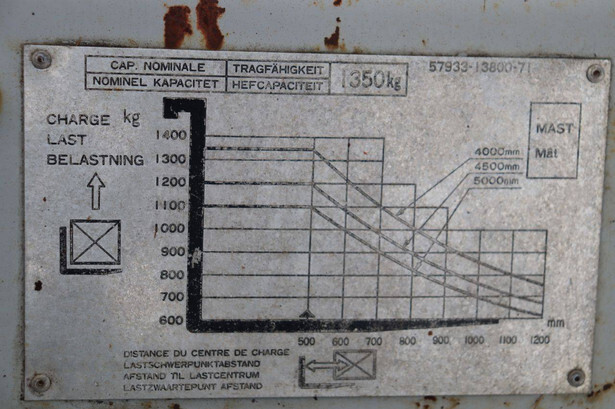 CAP. NOMINALE TRAGFÄHIGKEIT 1350kg 57933-13800-71
NOMINEL KAPACITET HEFCAPACITEIT
CHARGE kg
LAST
BELASTNING
1400
1300
1200
1100
1000
900
800
700
600
MAST
Mât
4000mm
4500mm
5000mm
500 600 700 800 900 1000 1100 1200 mm
DISTANCE DU CENTRE DE CHARGE
LASTSCHWERPUNKTABSTAND
AFSTAND TIL LASTCENTRUM
LASTZWAARTEPUNT AFSTAND